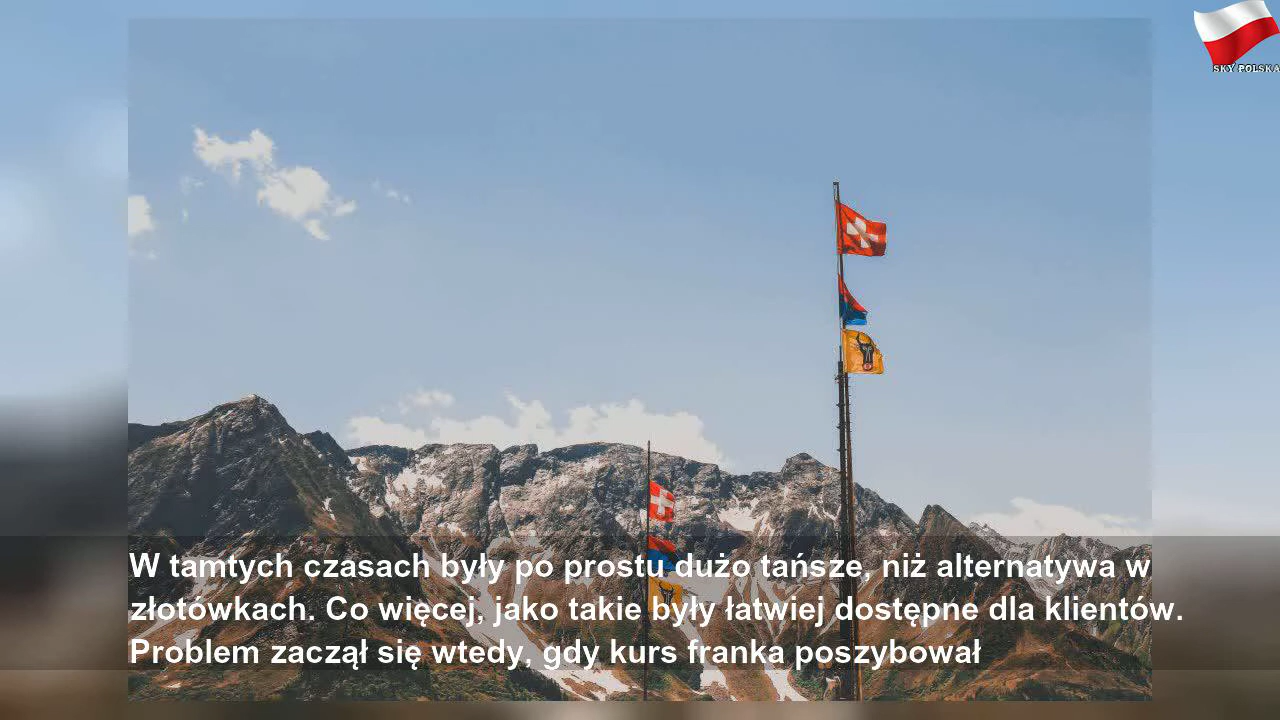 SKY POLSKA
W tamtych czasach były po prostu dużo tańsze, niż alternatywa w
złotówkach. Co więcej, jako takie były łatwiej dostępne dla klientów.
Problem zaczął się wtedy, gdy kurs franka poszybował